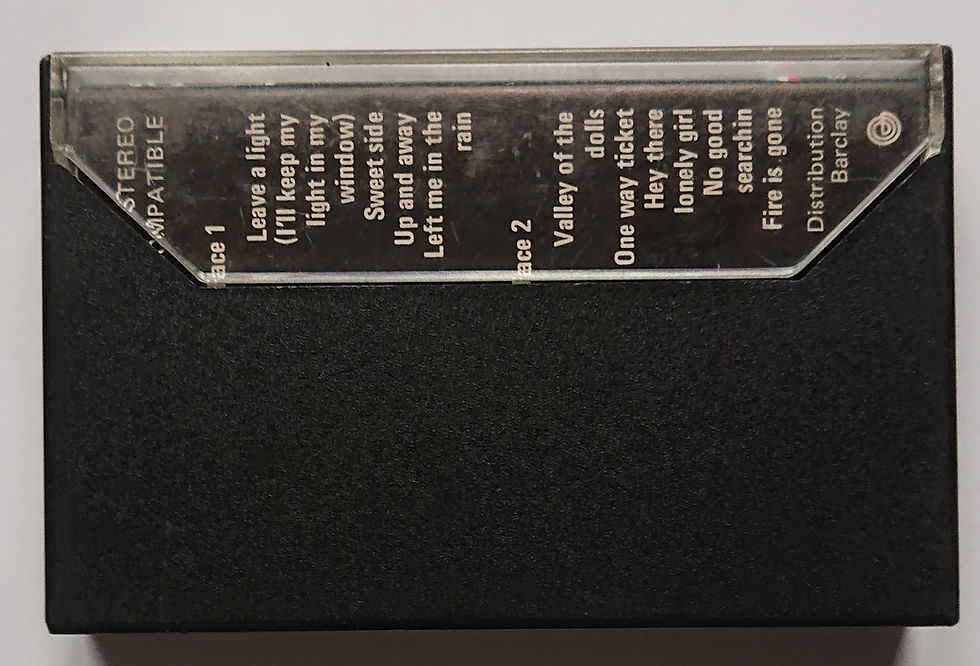 STEREO
OMPATIBLE
ace 1
Leave a light
(I'll keep my
light in my
window)
Sweet side
Up and away
Left me in the
rain
ace 2
Valley of the
dolls
One way ticket
Hey there
lonely girl
No good
searchin
Fire is gone
Distribution
Barclay